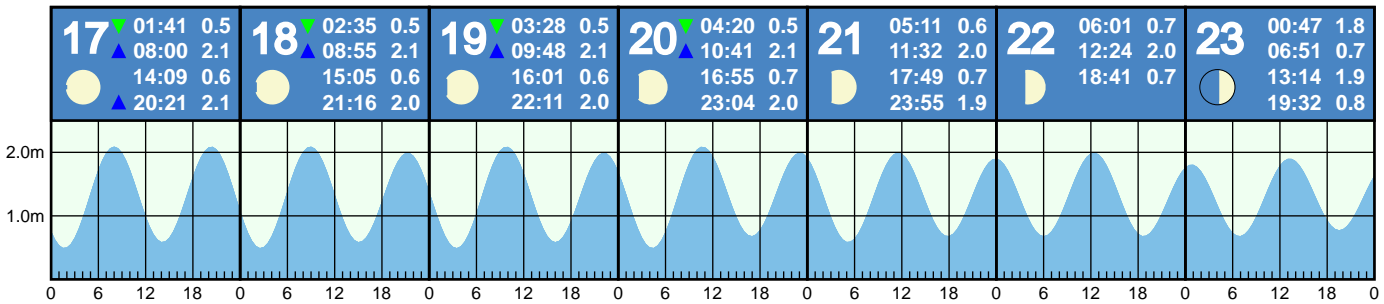 17 ▼ 01:41 0.5
▲ 08:00 2.1
14:09 0.6
▲ 20:21 2.1
18 ▼ 02:35 0.5
▲ 08:55 2.1
15:05 0.6
21:16 2.0
19 ▼ 03:28 0.5
▲ 09:48 2.1
16:01 0.6
22:11 2.0
20 ▼ 04:20 0.5
▲ 10:41 2.1
16:55 0.7
23:04 2.0
21 05:11 0.6
11:32 2.0
17:49 0.7
23:55 1.9
22 06:01 0.7
12:24 2.0
18:41 0.7
23 00:47 1.8
06:51 0.7
13:14 1.9
19:32 0.8
2.0m
1.0m
0 6 12 18 0 6 12 18 0 6 12 18 0 6 12 18 0 6 12 18 0 6 12 18 0 6 12 18 0